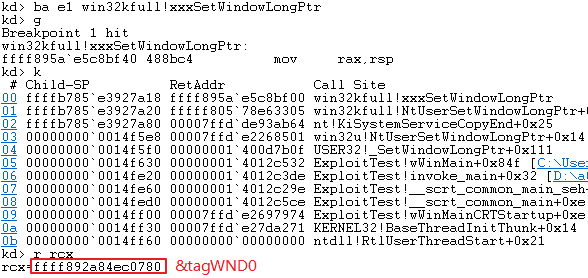 kd> ba e1 win32kfull!xxxSetWindowLongPtr
kd> g
Breakpoint 1 hit
win32kfull!xxxSetWindowLongPtr:
ffff895a`e5c8bf40 488bc4 mov rax,rsp
kd> k
# Child-SP RetAddr Call Site
00 ffffb785`e3927a18 ffff895a`e5c8bf00 win32kfull!xxxSetWindowLongPtr
01 ffffb785`e3927a20 fffff805`78e63305 win32kfull!NtUserSetWindowLongPtr+
02 ffffb785`e3927a80 00007ffd`de93ab64 nt!KiSystemServiceCopyEnd+0x25
03 00000000`0014f5e8 00007ffd`e2268501 win32u!NtUserSetWindowLongPtr+0x14
04 00000000`0014f5f0 00000001`400d7b0f USER32!_SetWindowLongPtr+0x111
05 00000000`0014f630 00000001`4012c532 ExploitTest!wWinMain+0x84f [C:\User
06 00000000`0014fe20 00000001`4012c3de ExploitTest!invoke_main+0x32 [D:\a
07 00000000`0014fe60 00000001`4012c29e ExploitTest!__scrt_common_main_seh
08 00000000`0014fed0 00000001`4012c5ce ExploitTest!__scrt_common_main+0xe
09 00000000`0014ff00 00007ffd`e2697974 ExploitTest!wWinMainCRTStartup+0xe
0a 00000000`0014ff30 00007ffd`e27da271 KERNEL32!BaseThreadInitThunk+0x14
0b 00000000`0014ff60 00000000`00000000 ntdll!RtlUserThreadStart+0x21
kd> r rcx
rcx=ffff892a84ec0780 &tagWND0